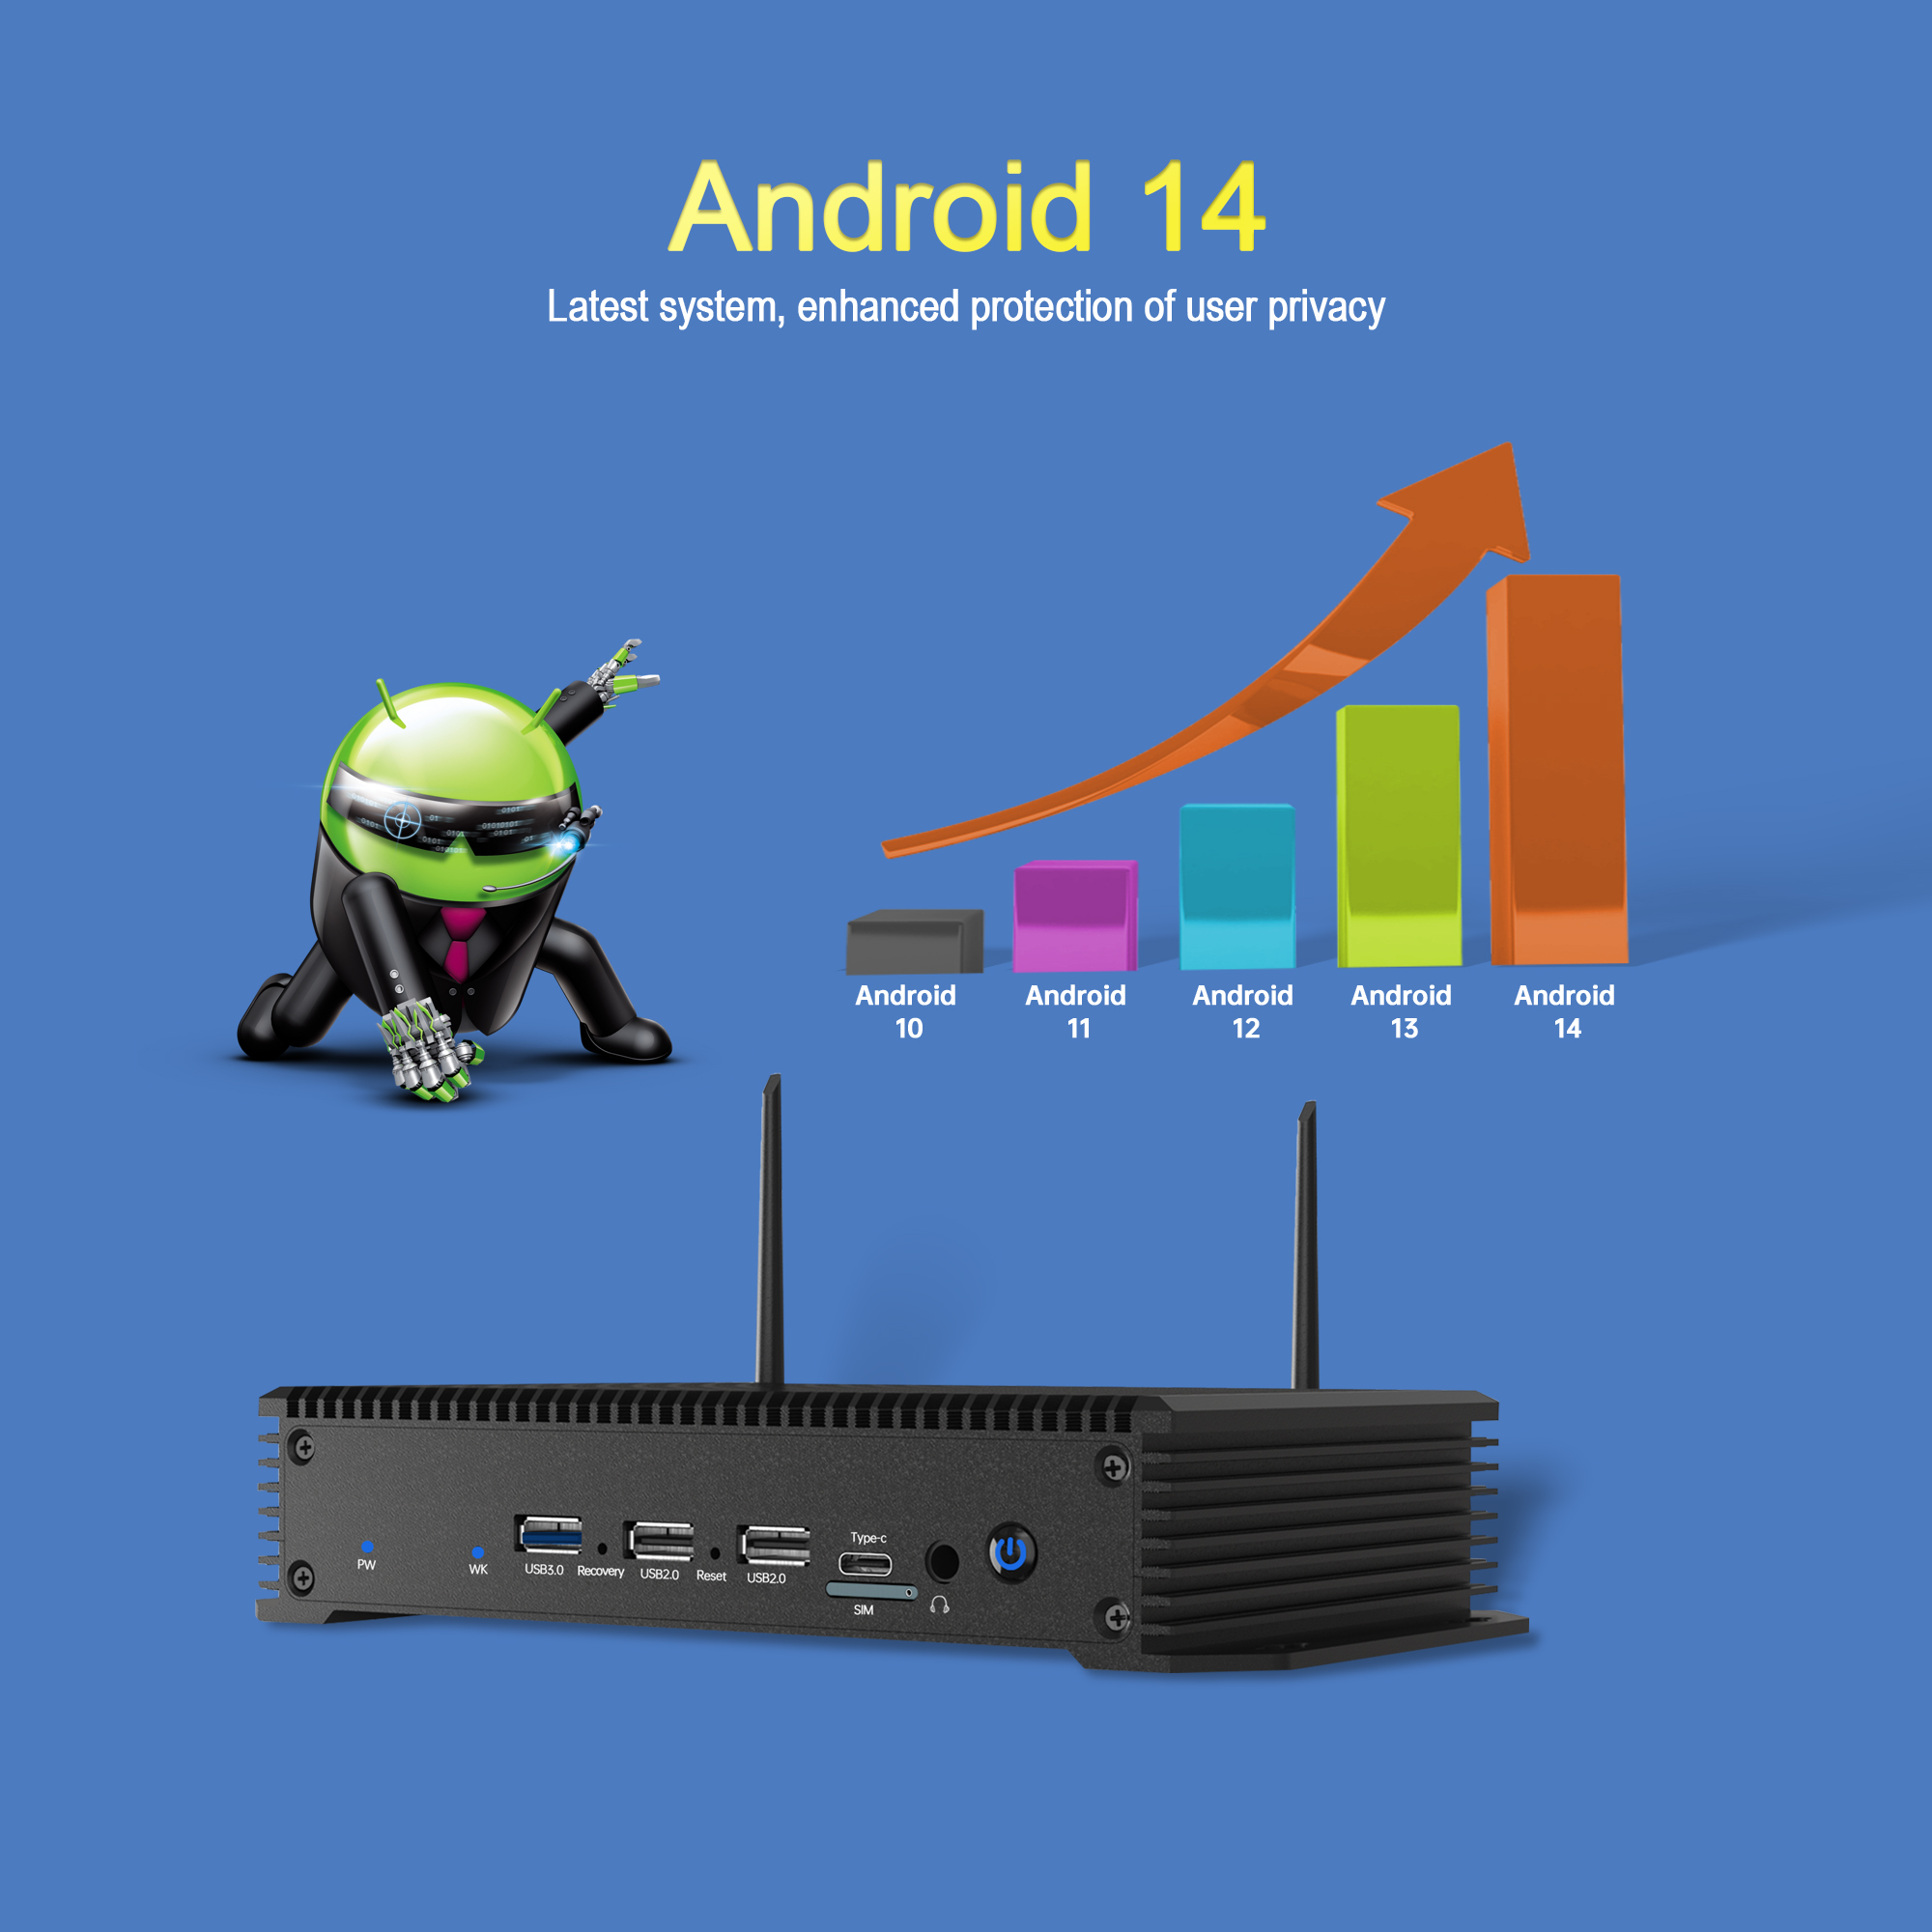 Android 14
Latest system, enhanced protection of user privacy
Android
10
Android
11
Android
12
Android
13
Android
14
PW
WK
USB3.0
Recovery
USB2.0
Reset
USB2.0
Type-c
SIM